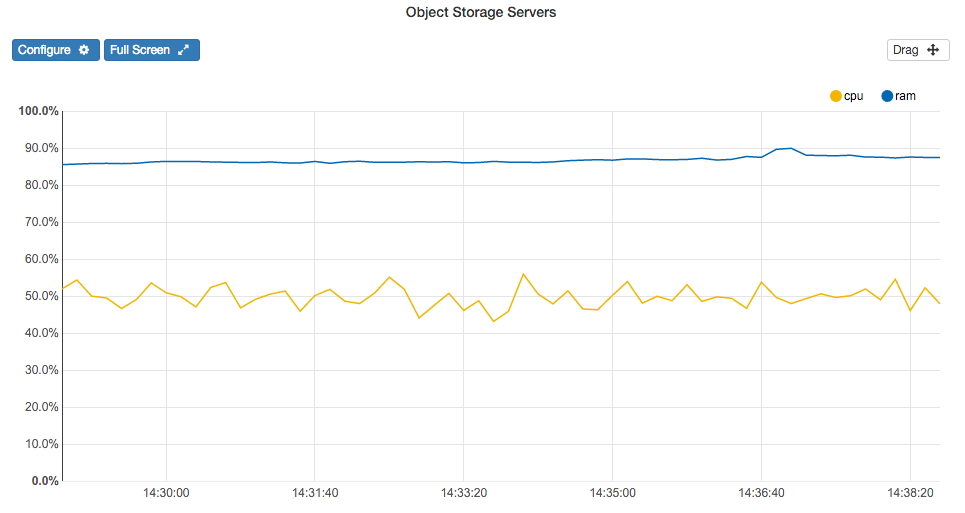 Object Storage Servers
Configure
Full Screen
Drag
cpu
ram
100.0%
90.0%
80.0%
70.0%
60.0%
50.0%
40.0%
30.0%
20.0%
10.0%
0.0%
14:30:00 14:31:40 14:33:20 14:35:00 14:36:40 14:38:20